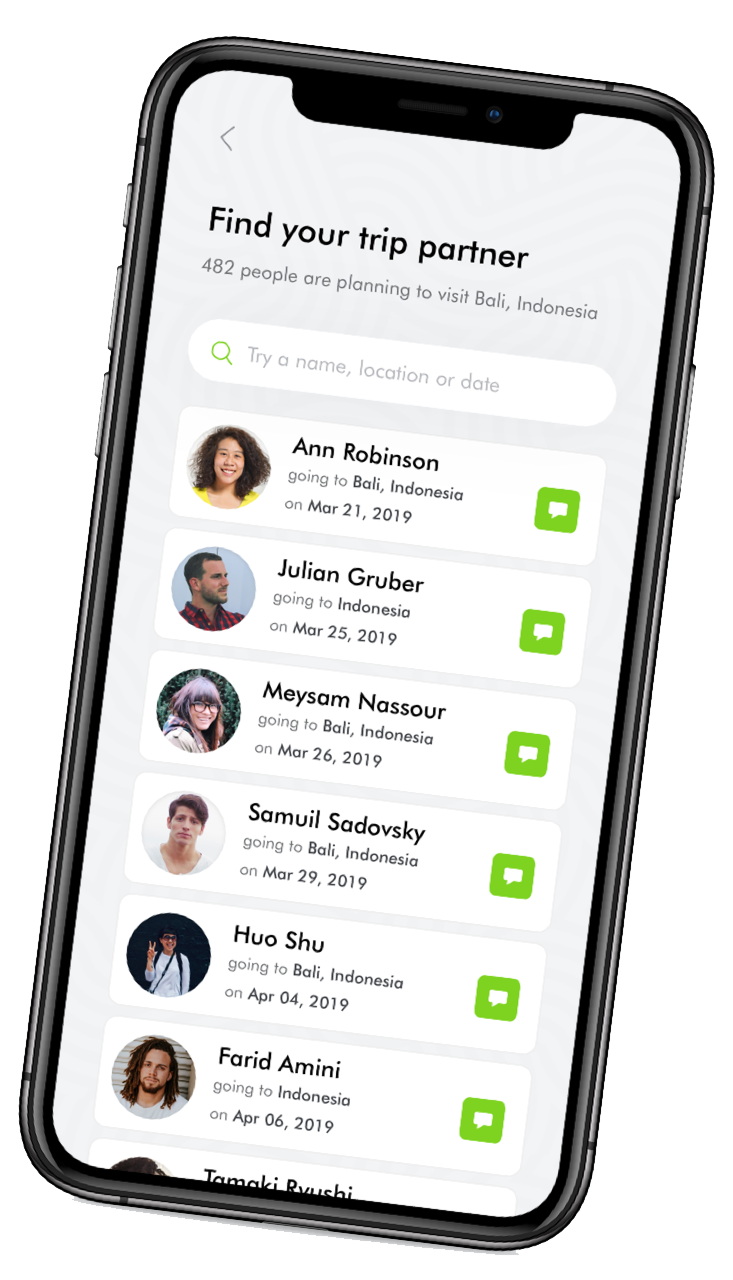 Find your trip partner
482 people are planning to visit Bali, Indonesia
Try a name, location or date
Ann Robinson
going to Bali, Indonesia
on Mar 21, 2019
Julian Gruber
going to Indonesia
on Mar 25, 2019
Meysam Nassour
going to Bali, Indonesia
on Mar 26, 2019
Samuil Sadovsky
going to Bali, Indonesia
on Mar 29, 2019
Huo Shu
going to Bali, Indonesia
on Apr 04, 2019
Farid Amini
going to Indonesia
on Apr 06, 2019
Tamaki Ryushi